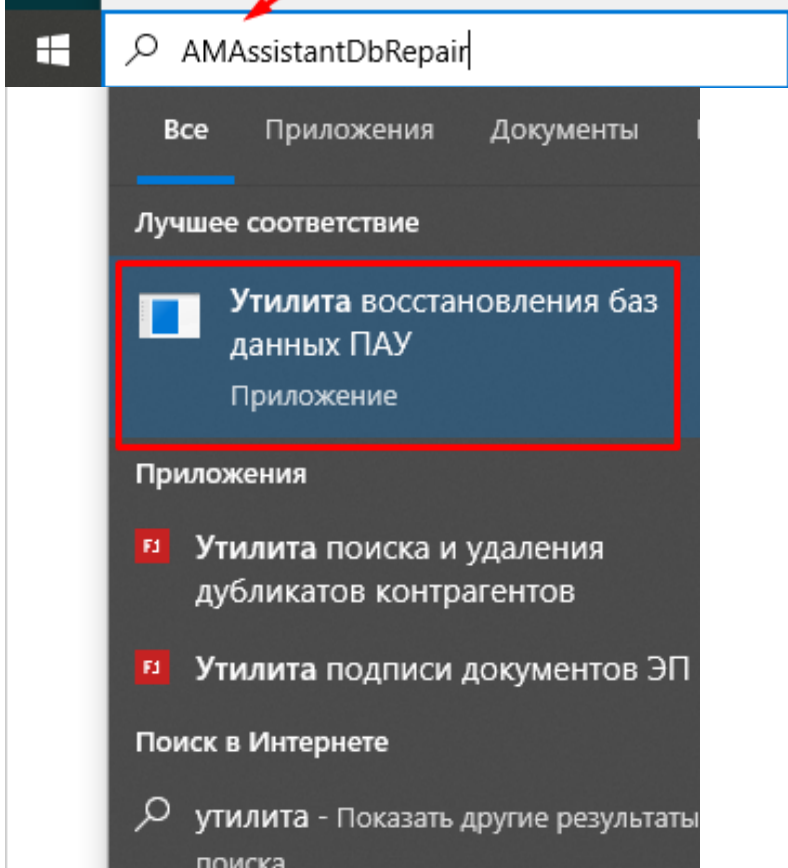 AMAssistantDbRepair
Все Приложения Документы
Лучшее соответствие
Утилита восстановления баз
данных ПАУ
Приложение
Приложения
Утилита поиска и удаления
дубликатов контрагентов
Утилита подписи документов ЭП
Поиск в Интернете
утилита - Показать другие результаты
поиска